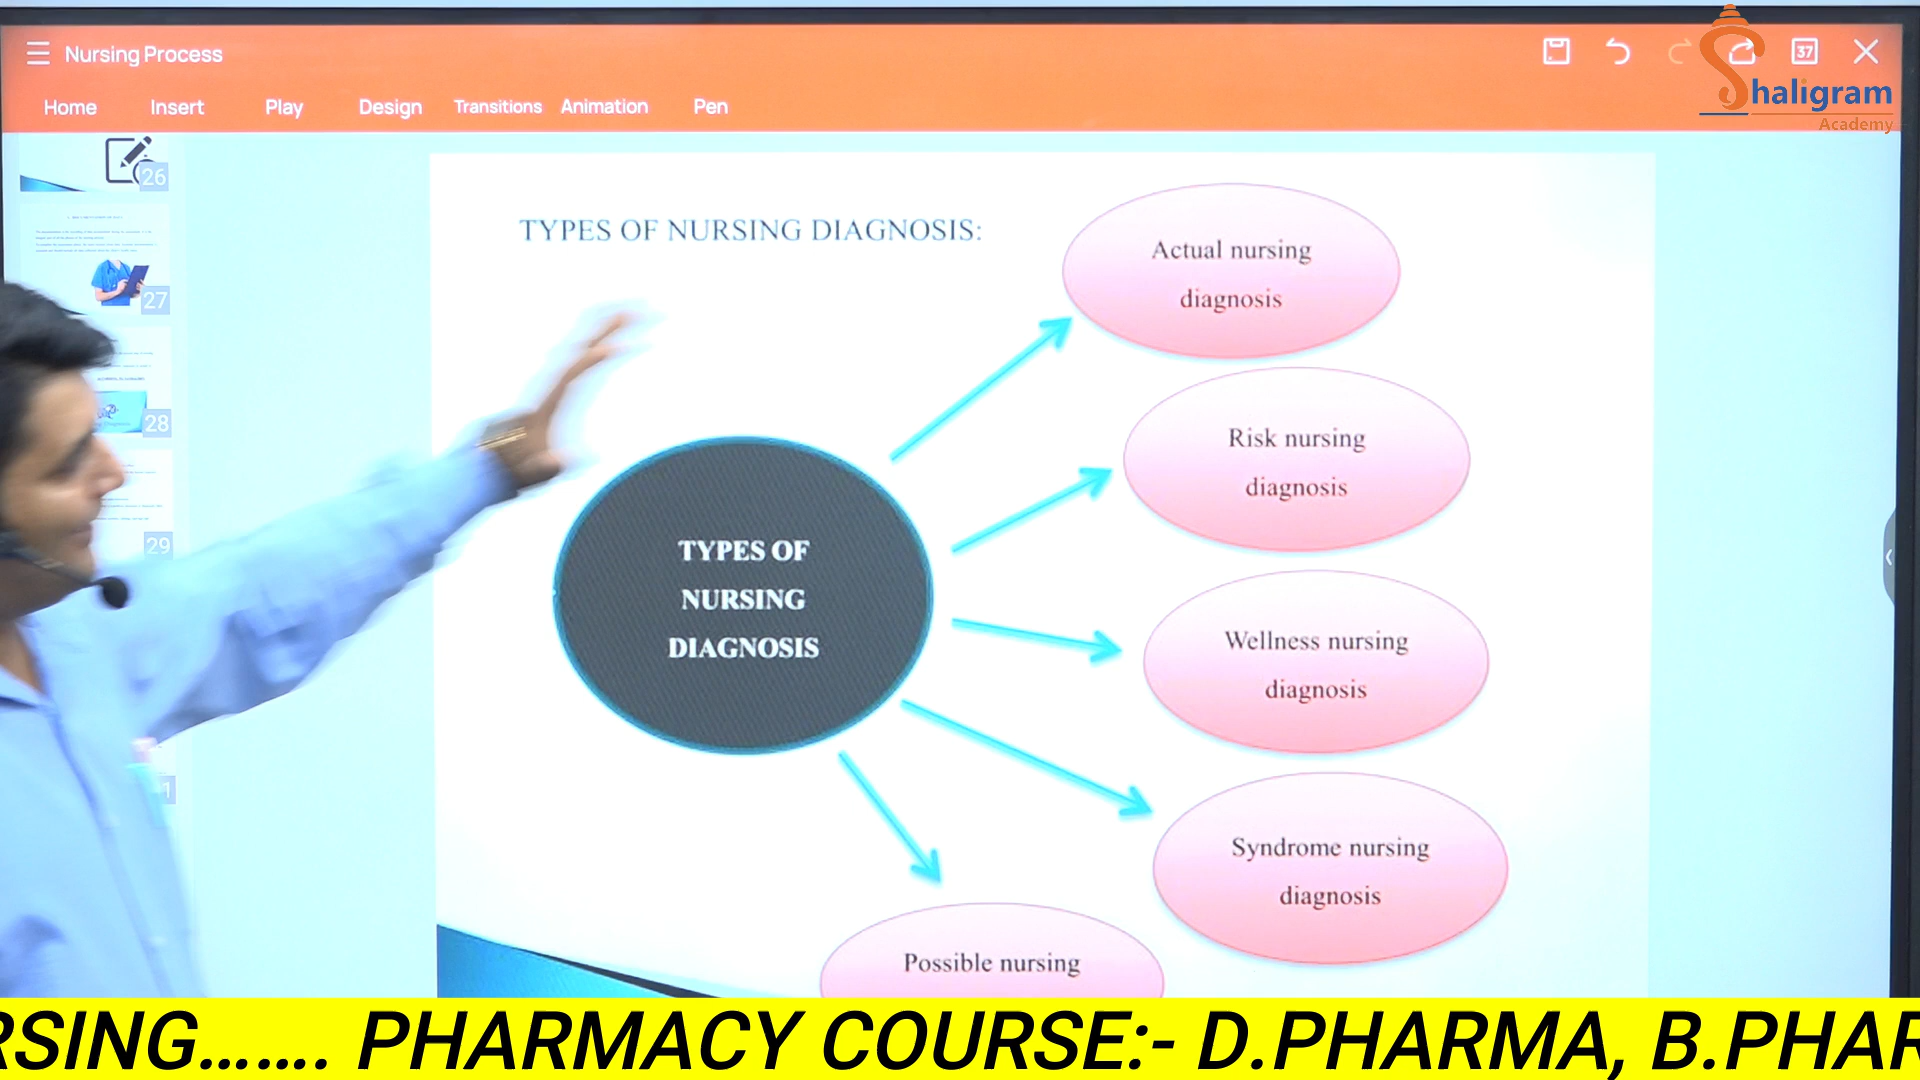 Nursing Process
37
Shaligram
Academy
Home Insert Play Design Transitions Animation Pen
26
27
28
29
TYPES OF NURSING DIAGNOSIS:
Actual nursing
diagnosis
Risk nursing
diagnosis
TYPES OF
NURSING
DIAGNOSIS
Wellness nursing
diagnosis
Syndrome nursing
diagnosis
Possible nursing
RSING....... PHARMACY COURSE:- D.PHARMA, B.PHAR